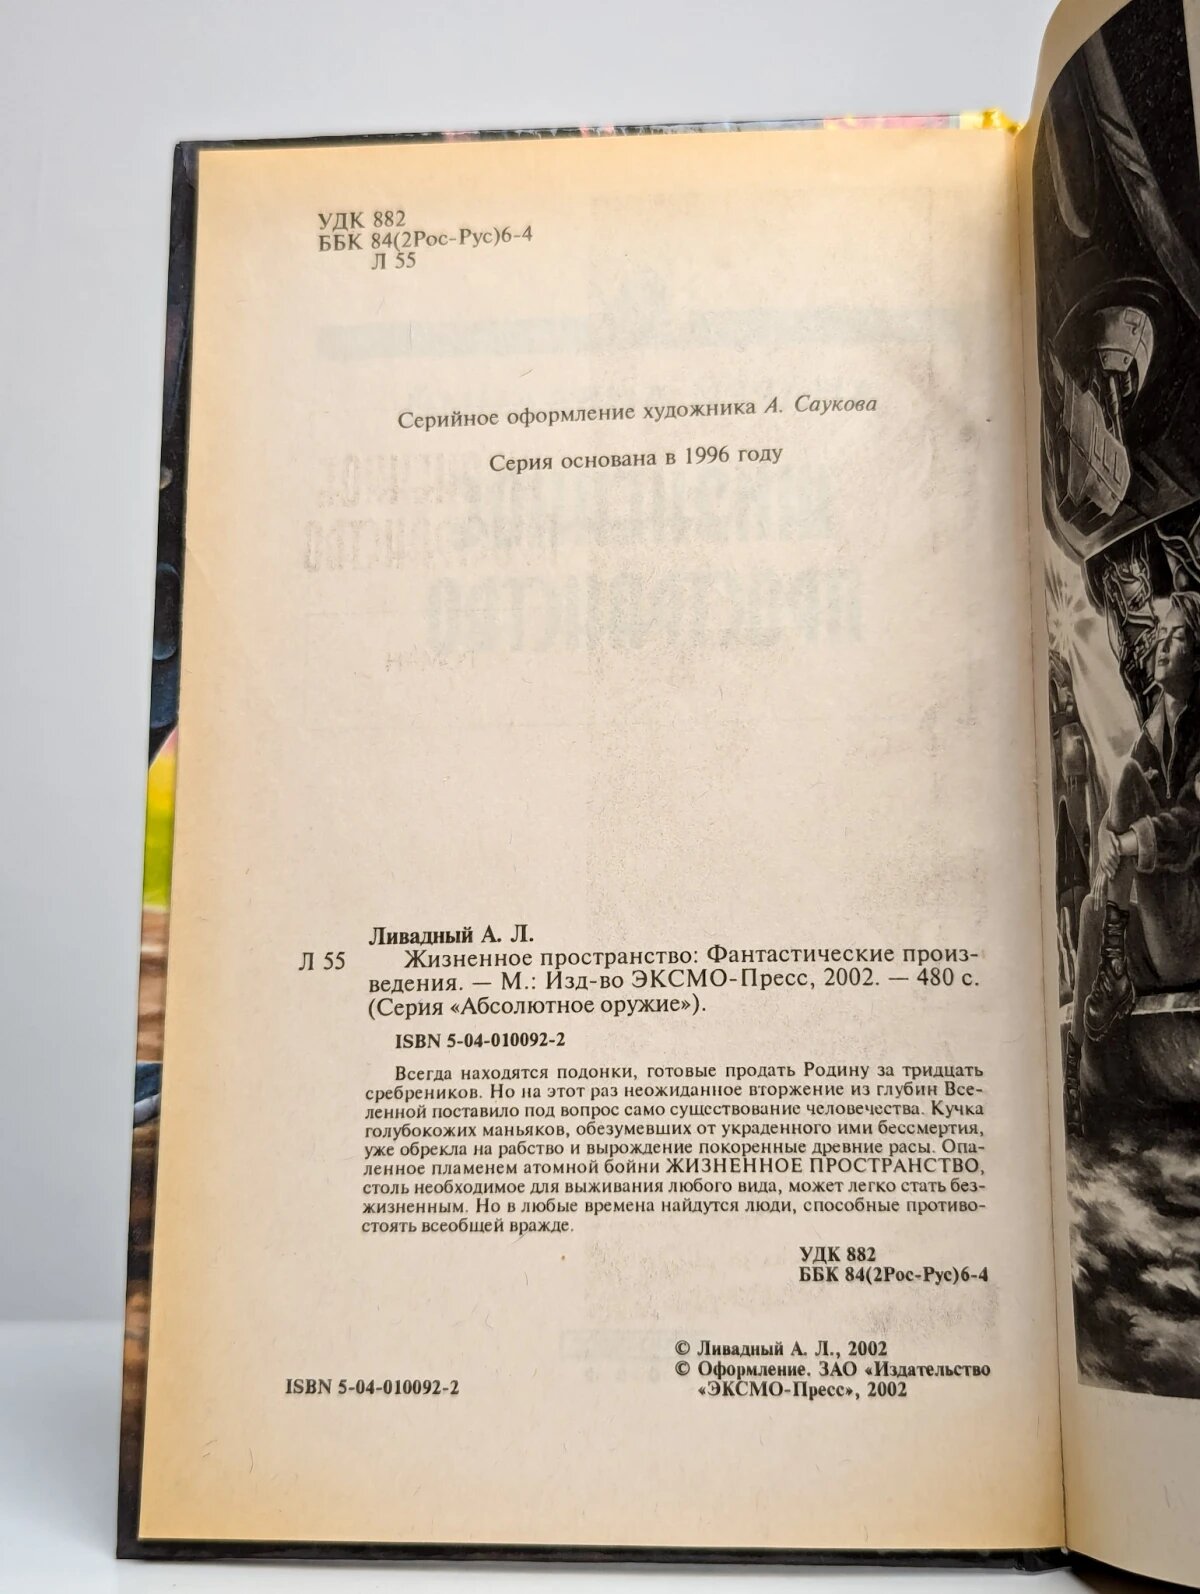 УДК 882
ББК 84(2Рос-Рус)6-4
Л 55
Серийное оформление художника А. Саукова
Серия основана в 1996 году
Ливадный А. Л.
Л 55 Жизненное пространство: Фантастические произ-
ведения. — М.: Изд-во ЭКСМО-Пресс, 2002. — 480 с.
(Серия «Абсолютное оружие»).
ISBN 5-04-010092-2
Всегда находятся подонки, готовые продать Родину за тридцать
сребреников. Но на этот раз неожиданное вторжение из глубин Все-
ленной поставило под вопрос само существование человечества. Кучка
голубокожих маньяков, обезумевших от украденного ими бессмертия,
уже обрекла на рабство и вырождение покоренные древние расы. Опа-
ленное пламенем атомной бойни ЖИЗНЕННОЕ ПРОСТРАНСТВО,
столь необходимое для выживания любого вида, может легко стать без-
жизненным. Но в любые времена найдутся люди, способные противо-
стоять всеобщей вражде.
УДК 882
ББК 84(2Рос-Рус)6-4
© Ливадный А. Л., 2002
© Оформление. ЗАО «Издательство
«ЭКСМО-Пресс», 2002
ISBN 5-04-010092-2